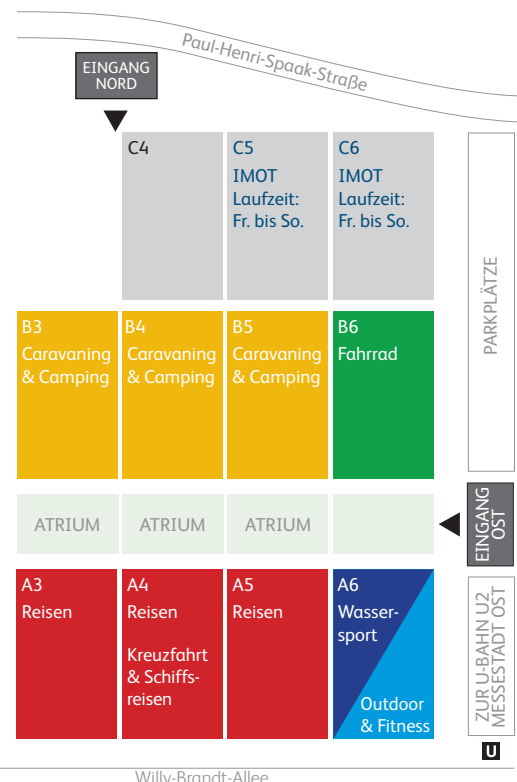 Paul-Henri-Spaak-Straße
EINGANG
NORD
C4
C5
IMOT
Laufzeit:
Fr. bis So.
C6
IMOT
Laufzeit:
Fr. bis So.
PARKPLÄTZE
B3
Caravaning
& Camping
B4
Caravaning
& Camping
B5
Caravaning
& Camping
B6
Fahrrad
ATRIUM
ATRIUM
ATRIUM
EINGANG
OST
A3
Reisen
A4
Reisen
Kreuzfahrt
& Schiffs-
reisen
A5
Reisen
A6
Wasser-
sport
Outdoor
& Fitness
ZUR U-BAHN U2
MESSESTADT OST
U
Willy-Brandt-Allee